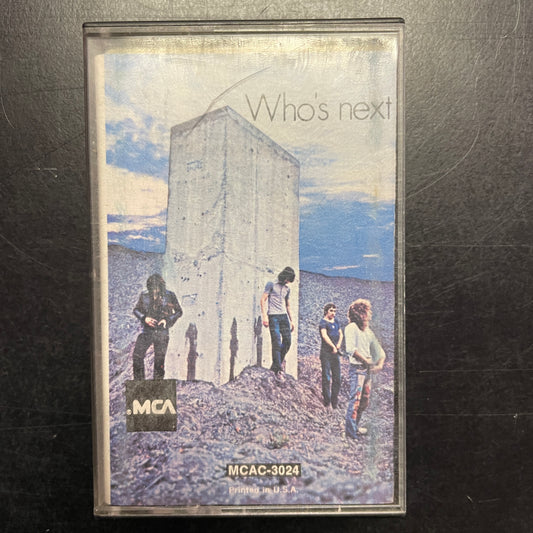 Who's next
MCA
MCAC-3024
Printed in U.S.A.